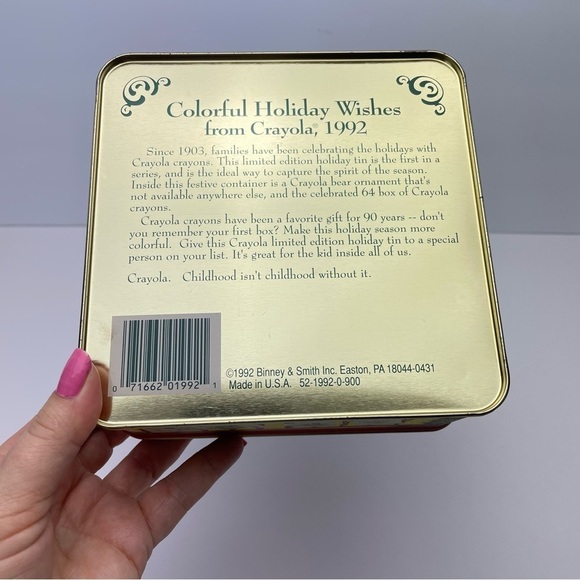 Colorful Holiday Wishes
from Crayola® 1992
Since 1903, families have been celebrating the holidays with
Crayola crayons. This limited edition holiday tin is the first in a
series, and is the ideal way to capture the spirit of the season.
Inside this festive container is a Crayola bear ornament that's
not available anywhere else, and the celebrated 64 box of Crayola
crayons.
Crayola crayons have been a favorite gift for 90 years -- don't
you remember your first box? Make this holiday season more
colorful. Give this Crayola limited edition holiday tin to a special
person on your list. It's great for the kid inside all of us.
Crayola. Childhood isn't childhood without it.
0 71662 01992 1
©1992 Binney & Smith Inc. Easton, PA 18044-0431
Made in U.S.A. 52-1992-0-900